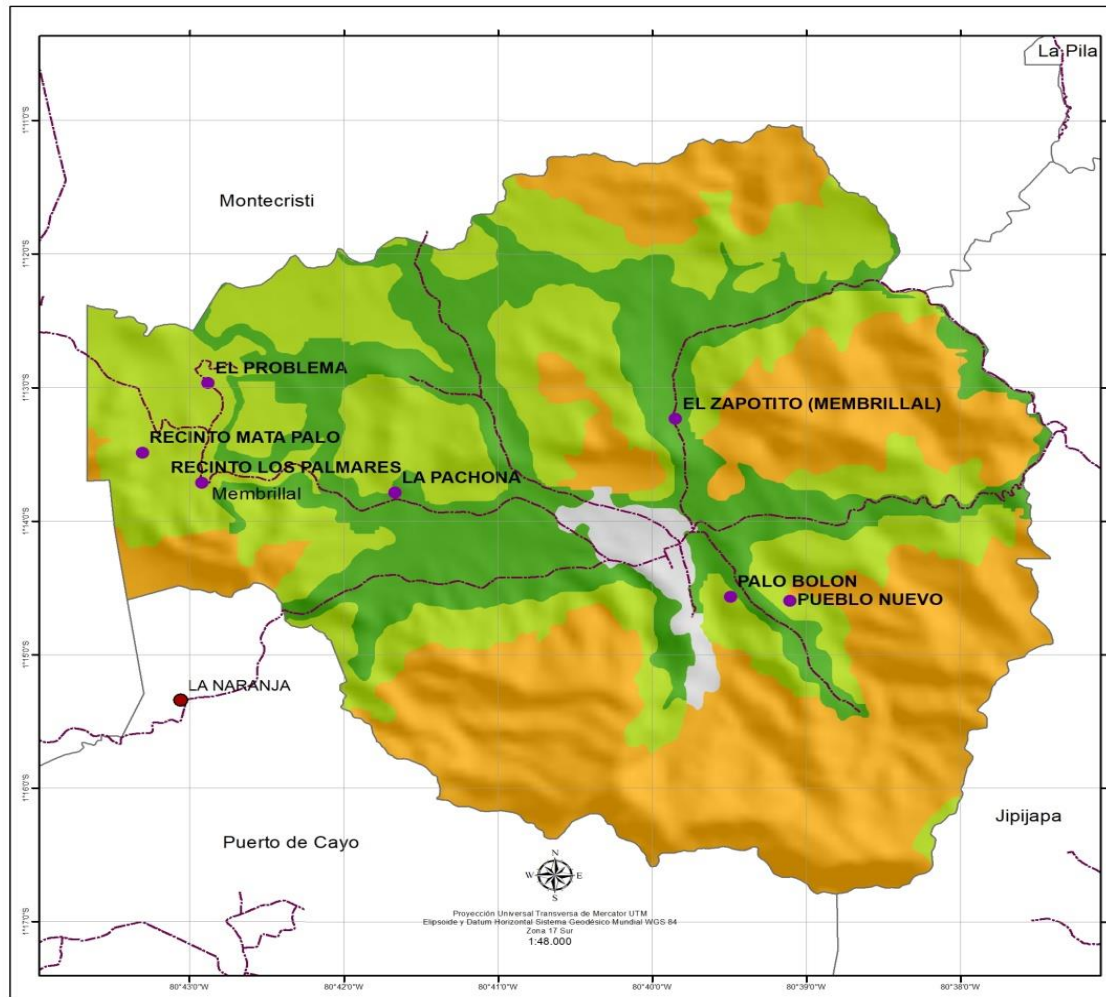 La Pila
1°11'0"S
Montecristi
1°12'0"S
EL PROBLEMA
1°13'0"S
EL ZAPOTITO (MEMBRILLAL)
RECINTO MATA PALO
RECINTO LOS PALMARES
LA PACHONA
Membrillal
1°14'0"S
PALO BOLON
PUEBLO NUEVO
1°15'0"S
LA NARANJA
1°16'0"S
Jipijapa
Puerto de Cayo
N
W
E
S
Proyección Universal Transversa de Mercator UTM
Elipsoide y Datum Horizontal Sistema Geodésico Mundial WGS 84
Zona 17 Sur
1:48.000
1°17'0"S
80°43'0"W
80°42'0"W
80°41'0"W
80°40'0"W
80°39'0"W
80°38'0"W